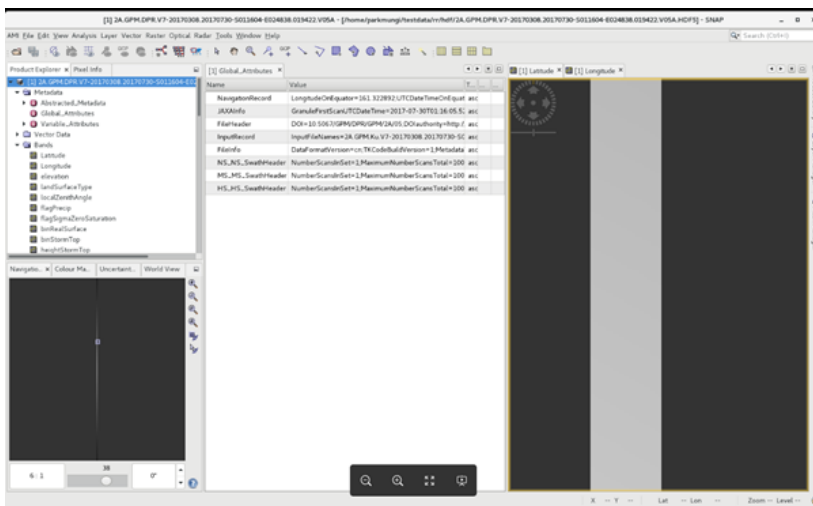 [1] 2A.GPM.DPR.V7-20170308.20170730-S011604-E024838.019422.V05A - [/home/parkmungi/testdata/rr/hdf/2A.GPM.DPR.V7-20170308.20170730-S011604-E024838.019422.V05A.HDF5] - SNAP
AMI File Edit View Analysis Layer Vector Raster Optical Radar Tools Window Help
Search (Ctrl+I)
Product Explorer × Pixel Info
[1] 2A.GPM.DPR.V7-20170308.20170730-S011604-E02
Metadata
Abstracted_Metadata
Global_Attributes
Variable_Attributes
Vector Data
Bands
Latitude
Longitude
elevation
landSurfaceType
localZenithAngle
flagPrecip
flagSigmaZeroSaturation
binRealSurface
binStormTop
heightStormTop
Navigatio... × Colour Ma... Uncertaint... World View
6 : 1
38
0°
[1] Global_Attributes ×
Name Value T... ... ...
NavigationRecord LongitudeOnEquator=161.322892;UTCDateTimeOnEquat asc
JAXAInfo GranuleFirstScanUTCDateTime=2017-07-30T01:16:05.5 asc
FileHeader DOI=10.5067/GPM/DPR/GPM/2A/05;DOIauthority=http:/ asc
InputRecord InputFileNames=2A.GPM.Ku.V7-20170308.20170730-S0 asc
FileInfo DataFormatVersion=cn;TKCodeBuildVersion=1;Metadata asc
NS_NS_SwathHeader NumberScansInSet=1;MaximumNumberScansTotal=100 asc
MS_MS_SwathHeader NumberScansInSet=1;MaximumNumberScansTotal=100 asc
HS_HS_SwathHeader NumberScansInSet=1;MaximumNumberScansTotal=100 asc
[1] Latitude × [1] Longitude ×
X -- Y -- Lat -- Lon -- Zoom -- Level --